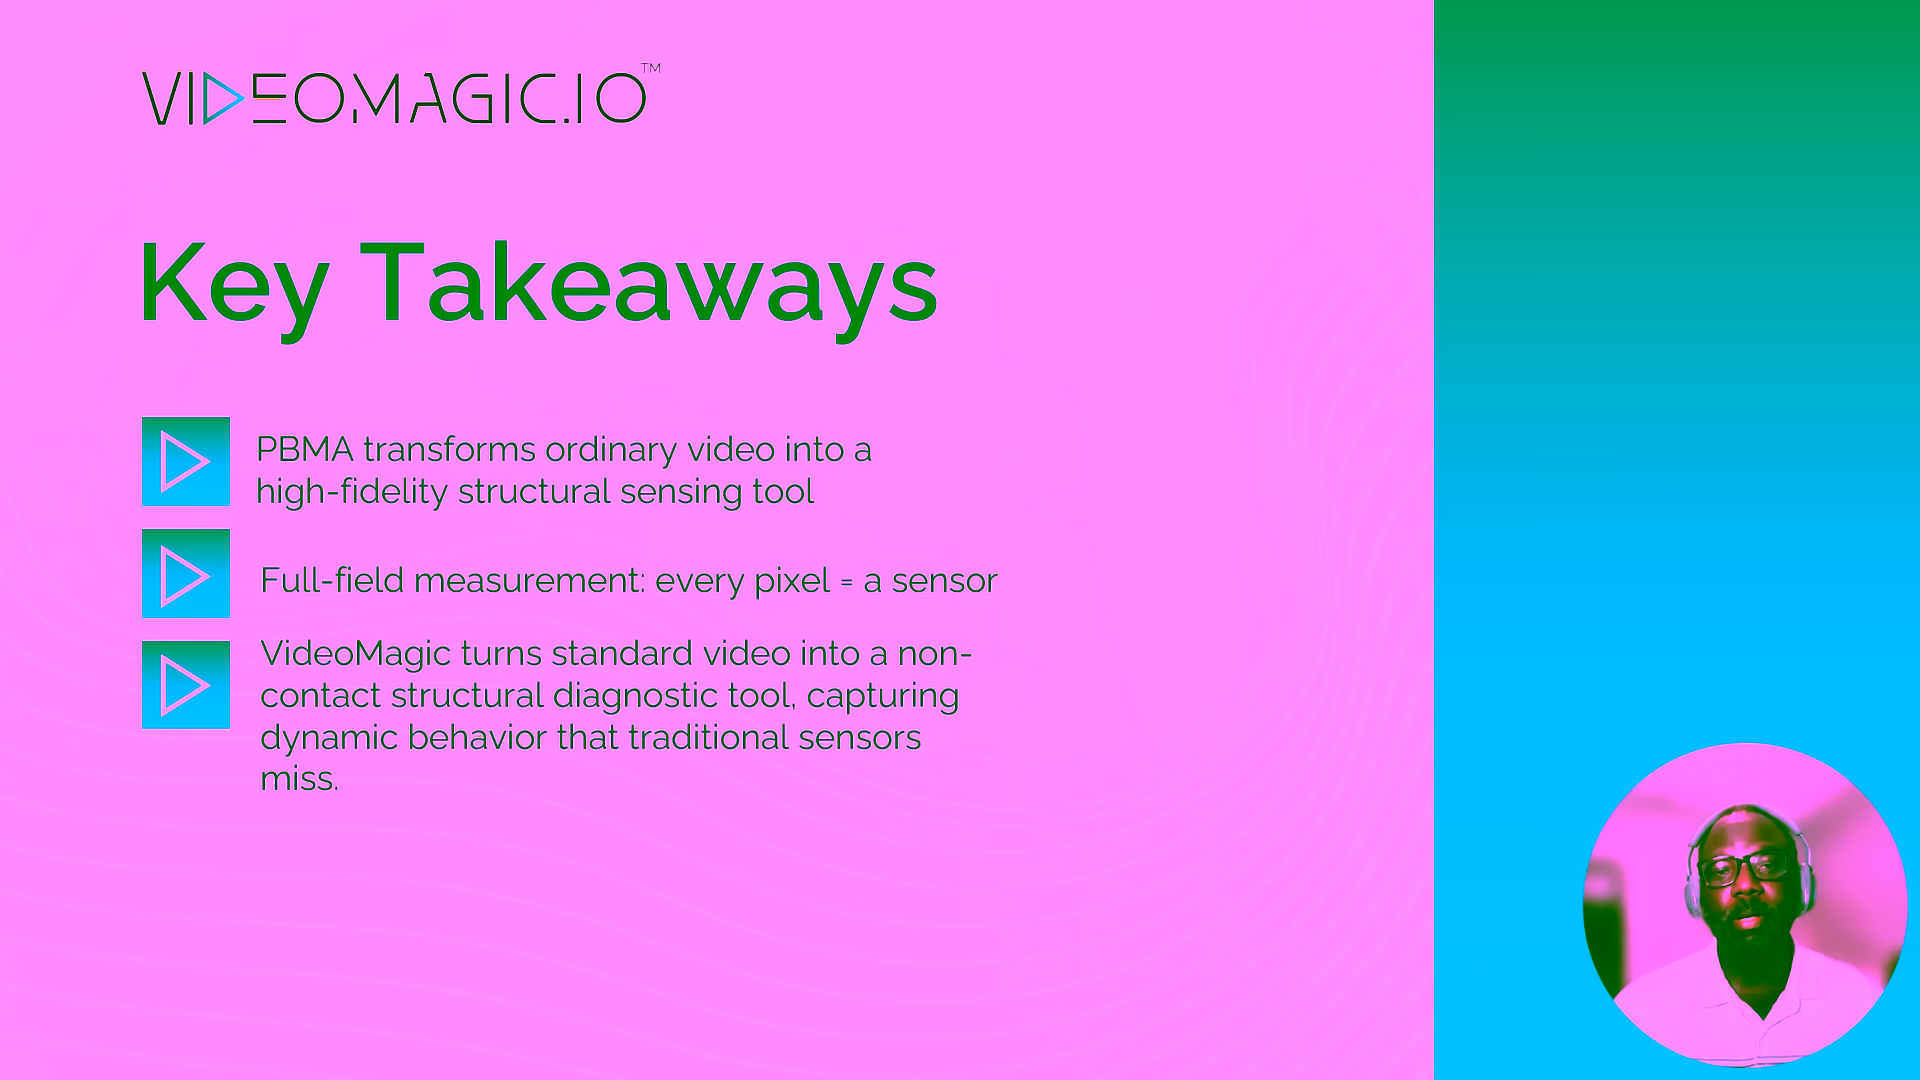 VIDEOMAGIC.IO™
Key Takeaways
PBMA transforms ordinary video into a
high-fidelity structural sensing tool
Full-field measurement: every pixel = a sensor
VideoMagic turns standard video into a non-
contact structural diagnostic tool, capturing
dynamic behavior that traditional sensors
miss.